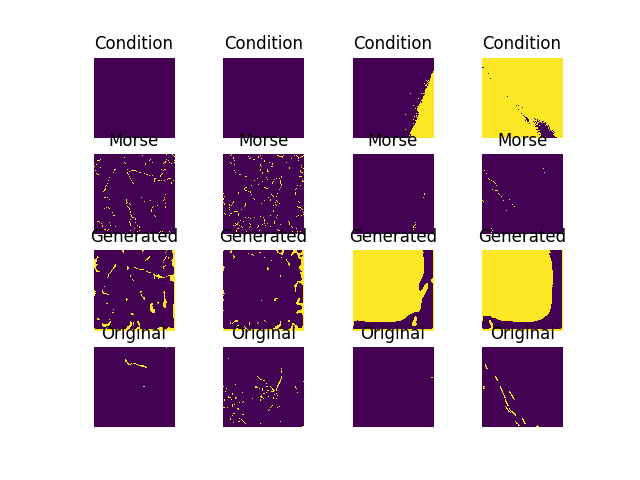 Condition Condition Condition Condition
Morse Morse Morse Morse
Generated Generated Generated Generated
Original Original Original Original